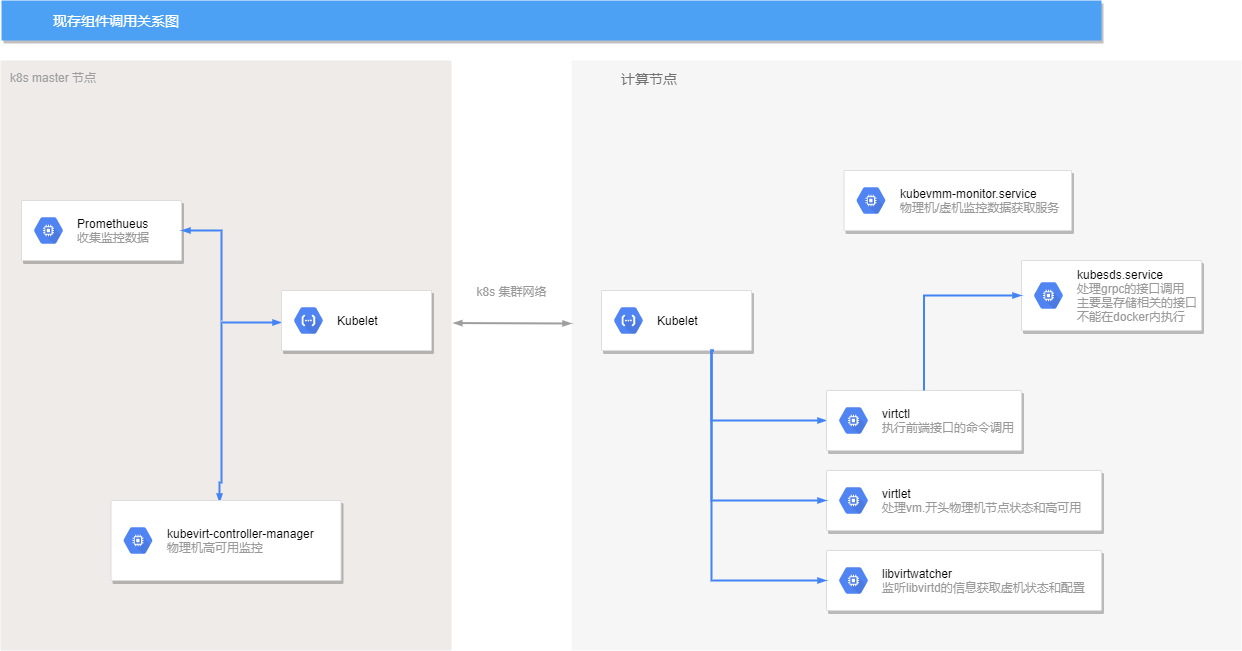 现存组件调用关系图
k8s master 节点
计算节点
Promethueus
收集监控数据
Kubelet
kubevirt-controller-manager
物理机高可用监控
k8s 集群网络
kubevmm-monitor.service
物理机/虚机监控数据获取服务
kubesds.service
处理grpc的接口调用
主要是存储相关的接口
不能在docker内执行
Kubelet
virtctl
执行前端接口的命令调用
virtlet
处理vm.开头物理机节点状态和高可用
libvirtwatcher
监听libvirtd的信息获取虚机状态和配置